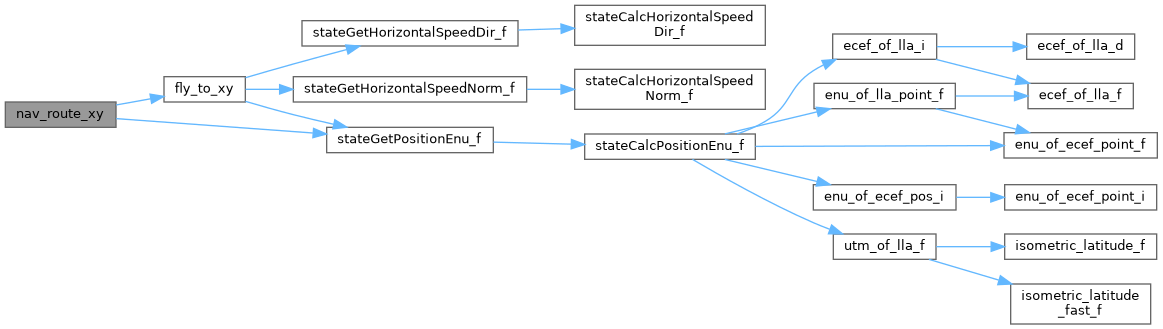 nav_route_xy
fly_to_xy
stateGetHorizontalSpeedDir_f
stateGetHorizontalSpeedNorm_f
stateGetPositionEnu_f
stateCalcHorizontalSpeed
Dir_f
stateCalcHorizontalSpeed
Norm_f
stateCalcPositionEnu_f
ecef_of_lla_i
enu_of_lla_point_f
enu_of_ecef_pos_i
utm_of_lla_f
ecef_of_lla_d
ecef_of_lla_f
enu_of_ecef_point_f
enu_of_ecef_point_i
isometric_latitude_f
isometric_latitude
_fast_f